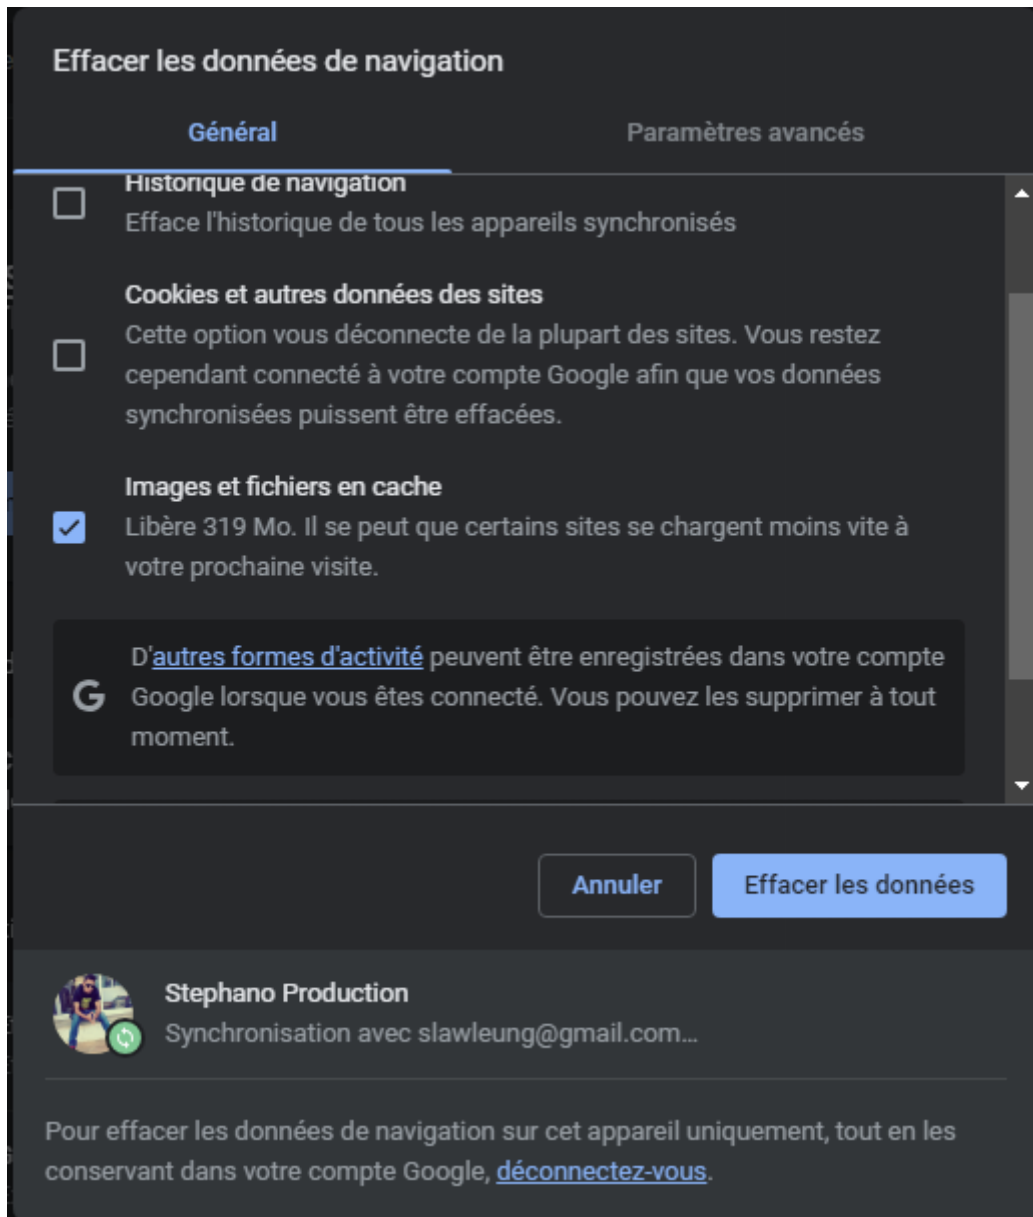 Effacer les données de navigation
Général
Paramètres avancés
Historique de navigation
Efface l'historique de tous les appareils synchronisés
Cookies et autres données des sites
Cette option vous déconnecte de la plupart des sites. Vous restez
cependant connecté à votre compte Google afin que vos données
synchronisées puissent être effacées.
Images et fichiers en cache
Libère 319 Mo. Il se peut que certains sites se chargent moins vite à
votre prochaine visite.
D'autres formes d'activité peuvent être enregistrées dans votre compte
Google lorsque vous êtes connecté. Vous pouvez les supprimer à tout
moment.
Annuler
Effacer les données
Stephano Production
Synchronisation avec slawleung@gmail.com…
Pour effacer les données de navigation sur cet appareil uniquement, tout en les
conservant dans votre compte Google, déconnectez-vous.